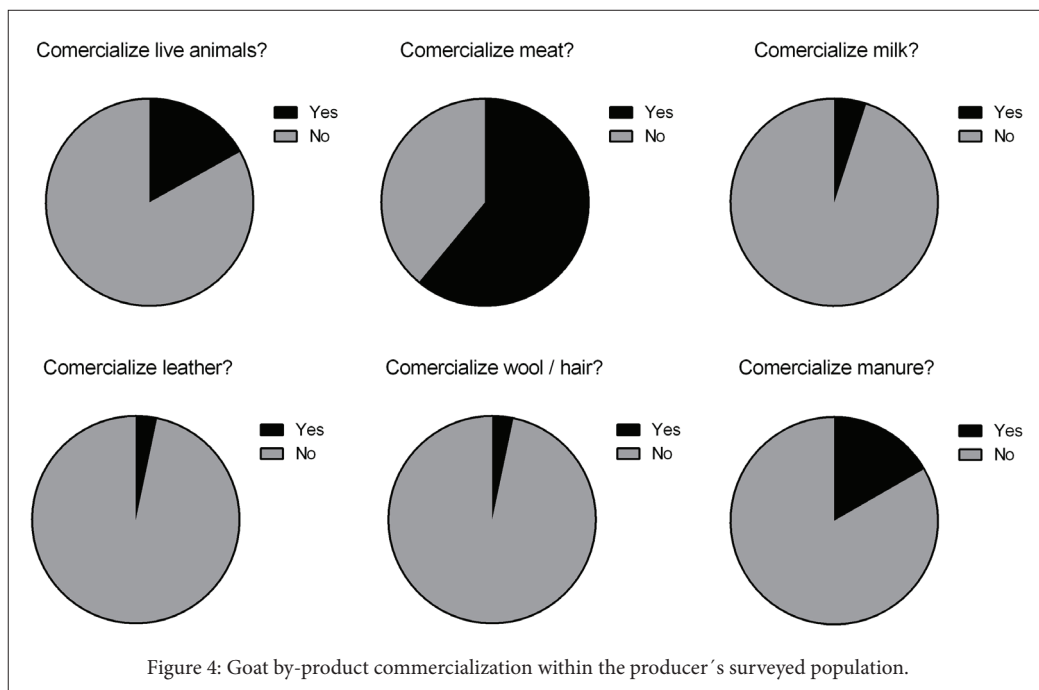 Comercialize live animals?
Comercialize meat?
Comercialize milk?
Yes
No
Yes
No
Yes
No
Comercialize leather?
Comercialize wool / hair?
Comercialize manure?
Yes
No
Yes
No
Yes
No
Figure 4: Goat by-product commercialization within the producer´s surveyed population.